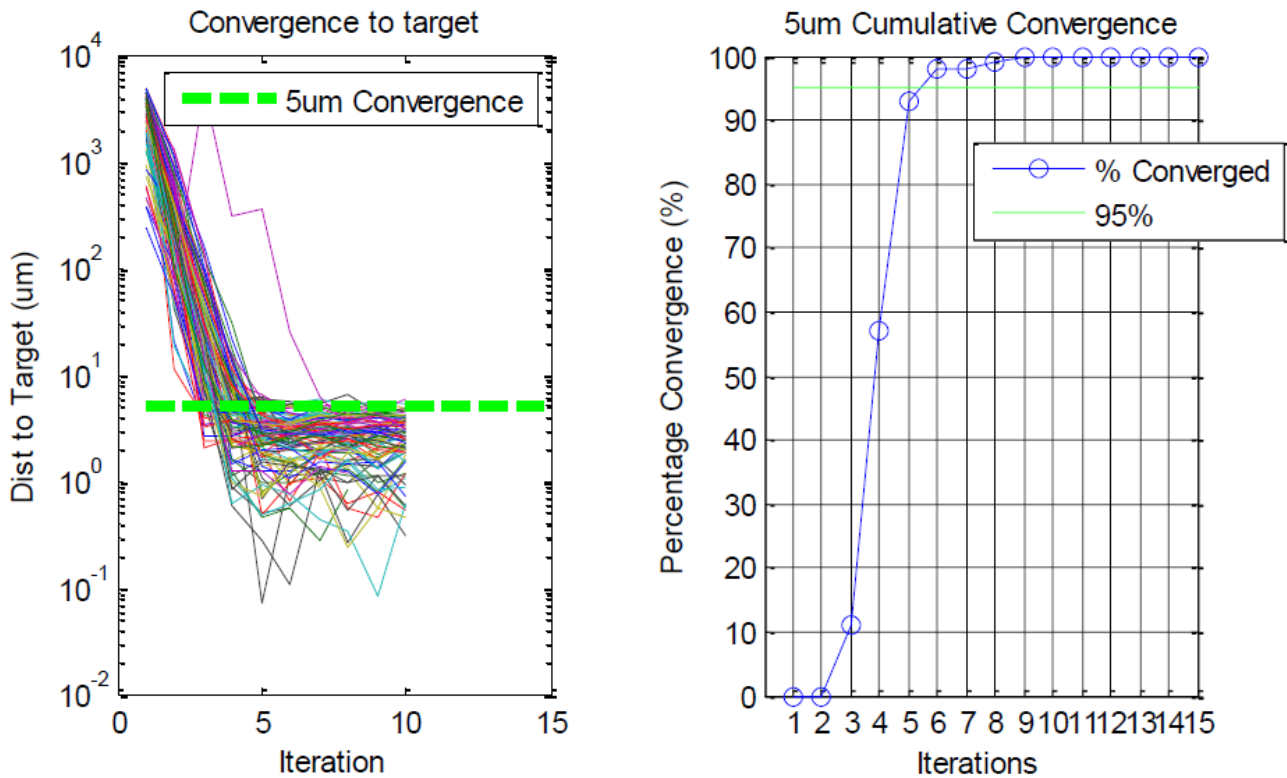 Convergence to target
10^4
10^3
10^2
10^1
10^0
10^-1
10^-2
0
5
10
15
Dist to Target (um)
Iteration
5um Convergence
5um Cumulative Convergence
100
90
80
70
60
50
40
30
20
10
0
1 2 3 4 5 6 7 8 9 10 11 12 13 14 15
Percentage Convergence (%)
Iterations
% Converged
95%